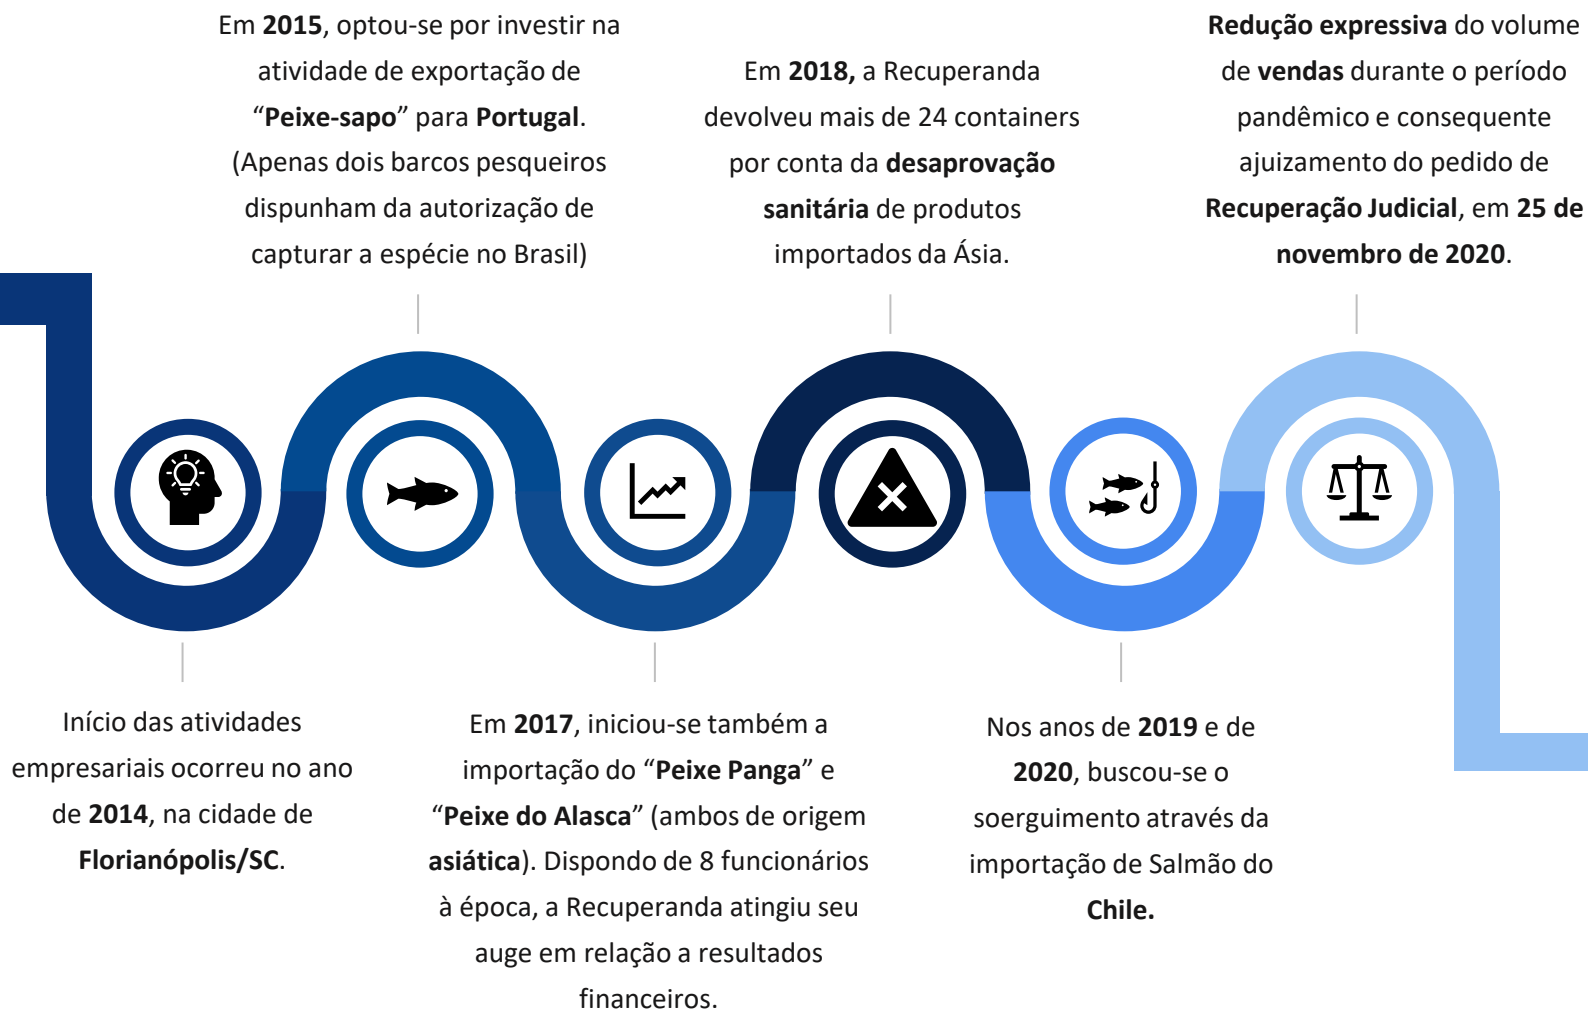 Em 2015, optou-se por investir na
atividade de exportação de
“Peixe-sapo” para Portugal.
(Apenas dois barcos pesqueiros
dispunham da autorização de
capturar a espécie no Brasil)
Em 2018, a Recuperanda
devolveu mais de 24 containers
por conta da desaprovação
sanitária de produtos
importados da Ásia.
Redução expressiva do volume
de vendas durante o período
pandêmico e consequente
ajuizamento do pedido de
Recuperação Judicial, em 25 de
novembro de 2020.
Início das atividades
empresariais ocorreu no ano
de 2014, na cidade de
Florianópolis/SC.
Em 2017, iniciou-se também a
importação do “Peixe Panga” e
“Peixe do Alasca” (ambos de origem
asiática). Dispondo de 8 funcionários
à época, a Recuperanda atingiu seu
auge em relação a resultados
financeiros.
Nos anos de 2019 e de
2020, buscou-se o
soerguimento através da
importação de Salmão do
Chile.